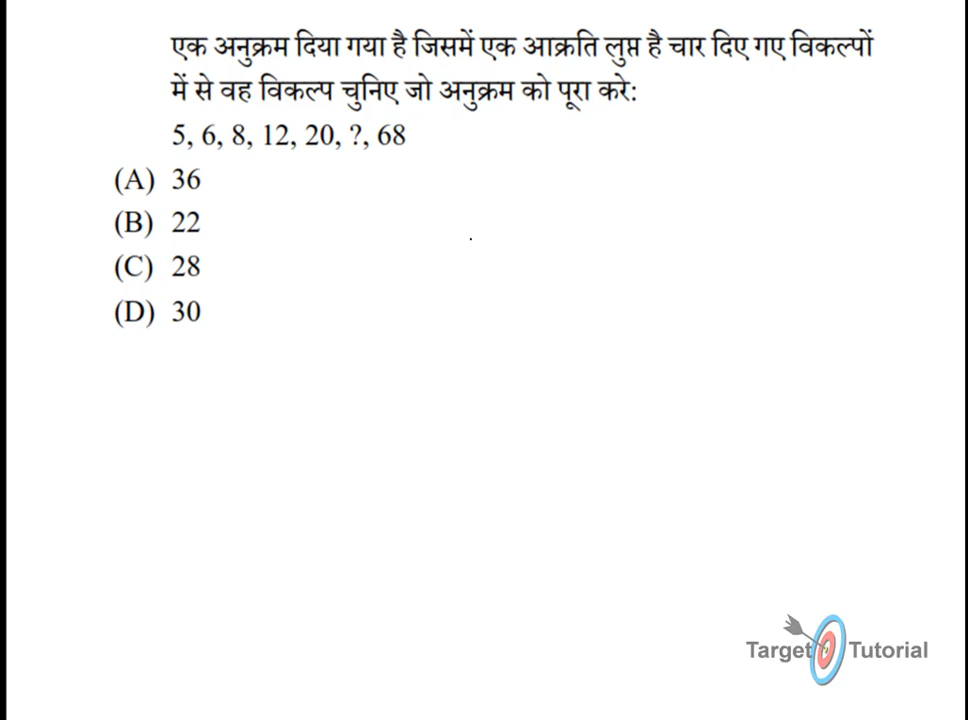 एक अनुक्रम दिया गया है जिसमें एक आक्रति लुप्त है चार दिए गए विकल्पों
में से वह विकल्प चुनिए जो अनुक्रम को पूरा करे:
5, 6, 8, 12, 20, ?, 68
(A) 36
(B) 22
(C) 28
(D) 30
Target Tutorial